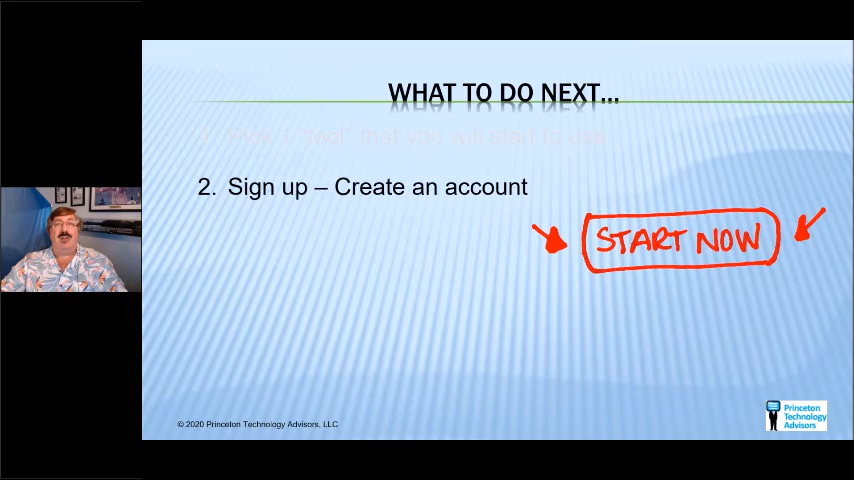 WHAT TO DO NEXT...
1. Pick 1 "tool" that you will start to use
2. Sign up – Create an account
START NOW
© 2020 Princeton Technology Advisors, LLC
Princeton
Technology
Advisors